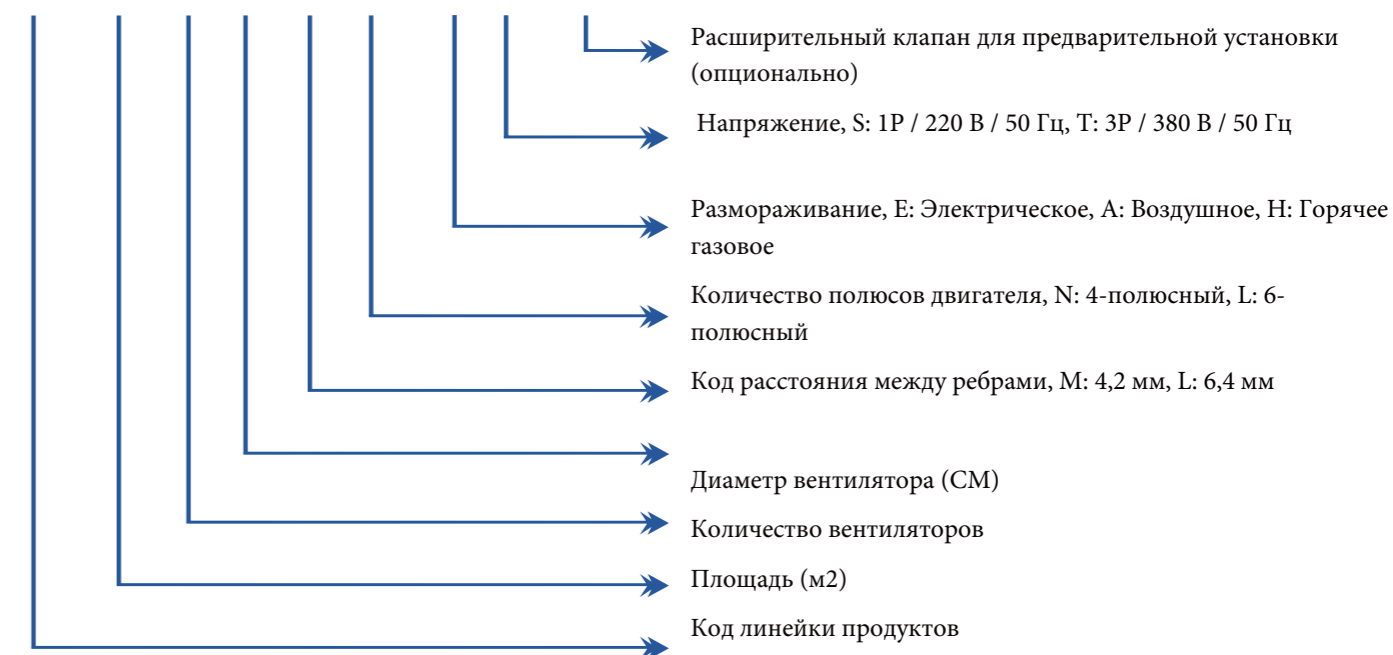 Расширительный клапан для предварительной установки
(опционально)
Напряжение, S: 1P / 220 В / 50 Гц, T: 3P / 380 В / 50 Гц
Размораживание, E: Электрическое, A: Воздушное, H: Горячее
газовое
Количество полюсов двигателя, N: 4-полюсный, L: 6-
полюсный
Код расстояния между ребрами, M: 4,2 мм, L: 6,4 мм
Диаметр вентилятора (СМ)
Количество вентиляторов
Площадь (м2)
Код линейки продуктов